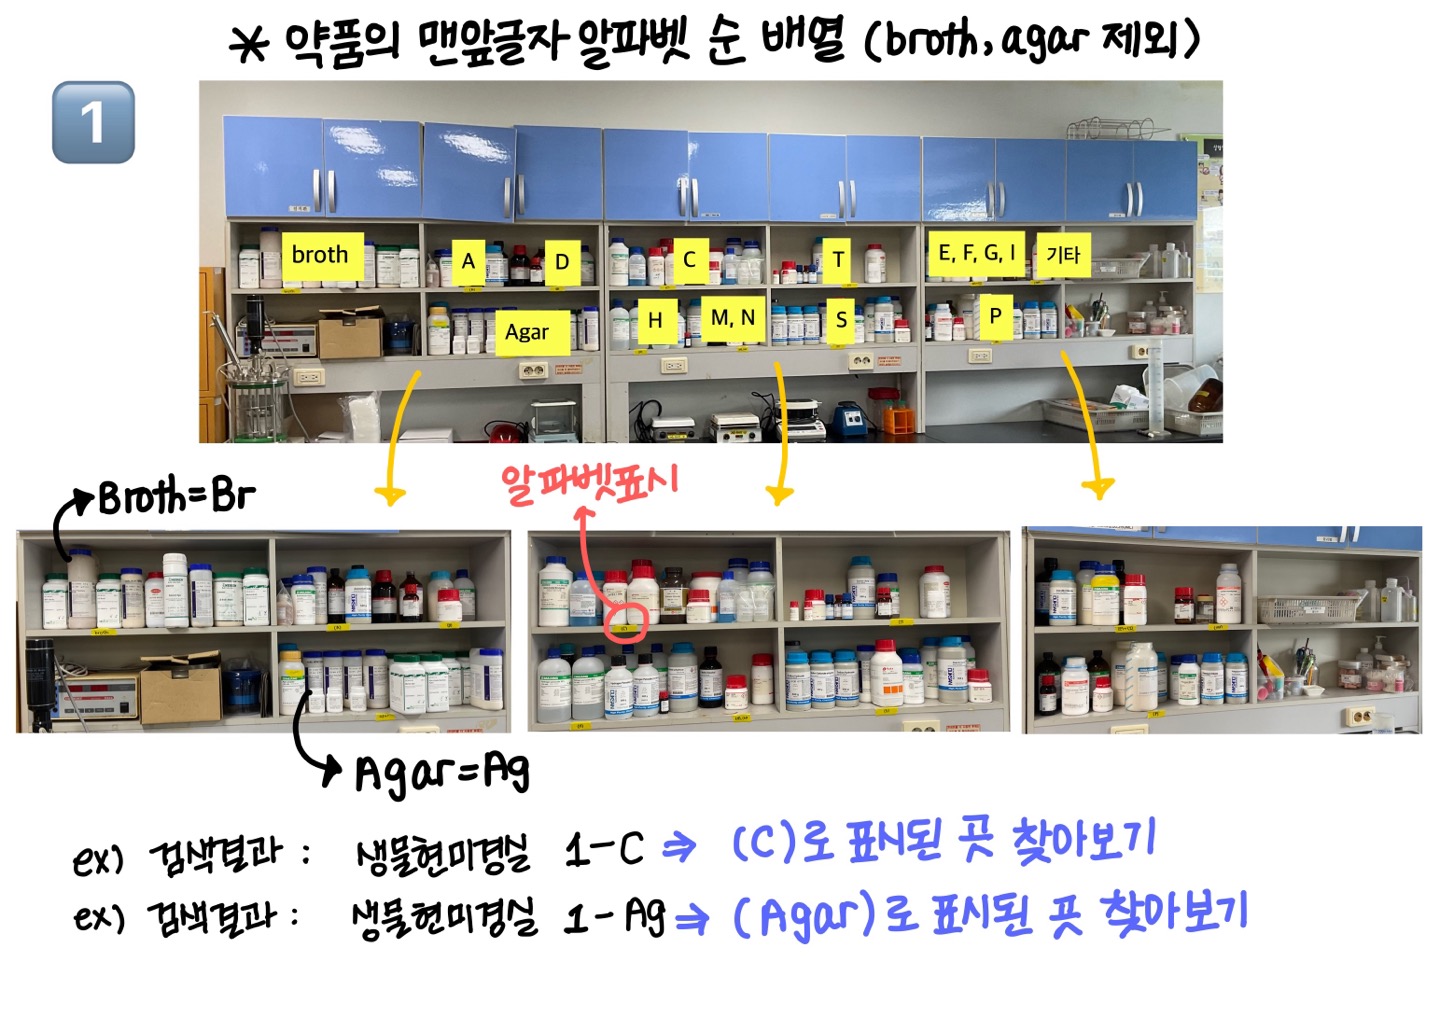 * 약품의 맨앞글자 알파벳 순 배열 (broth, agar 제외)
1
broth
A
D
C
T
E, F, G, I
기타
Agar
H
M, N
S
P
Broth=Br
알파벳표시
Agar=Ag
ex) 검색결과 : 생물현미경실 1-C ⇒ (C)로 표시된 곳 찾아보기
ex) 검색결과 : 생물현미경실 1-Ag ⇒ (Agar)로 표시된 곳 찾아보기